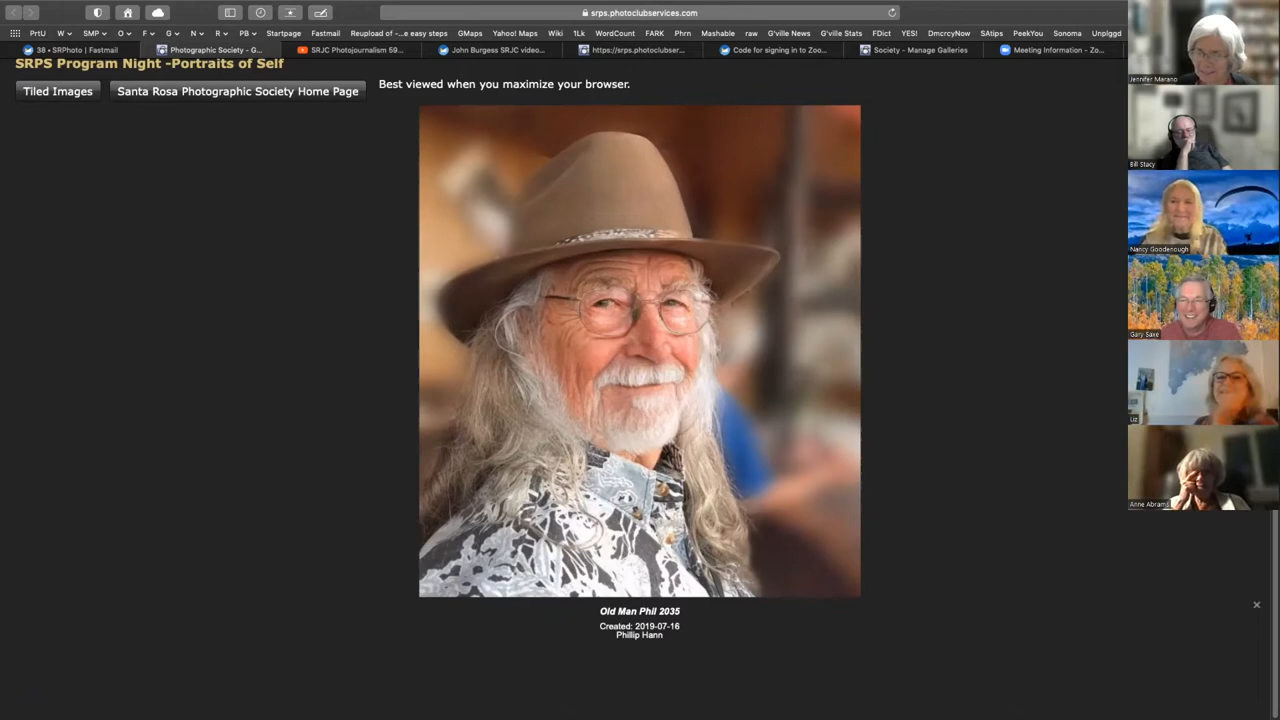 srps.photoclubservices.com
PrtU W SMP O F G N R PB Startpage Fastmail Reupload of -...e easy steps GMaps Yahoo! Maps Wiki 1Lk WordCount FARK Phrn Mashable raw G'ville News G'ville Stats FDict YES! DmcryNow SAtips PeekYou Sonoma Unplggd
38 • SRPhoto | Fastmail Photographic Society - G... SRJC Photojournalism 59... John Burgess SRJC video... https://srps.photoclubser... Code for signing in to Zoo... Society - Manage Galleries Meeting Information - Zo...
SRPS Program Night -Portraits of Self
Tiled Images Santa Rosa Photographic Society Home Page Best viewed when you maximize your browser.
Jennifer Marano
Bill Stacy
Nancy Goodenough
Gary Saxe
Liz
Anne Abrams
Old Man Phil 2035
Created: 2019-07-16
Phillip Hann